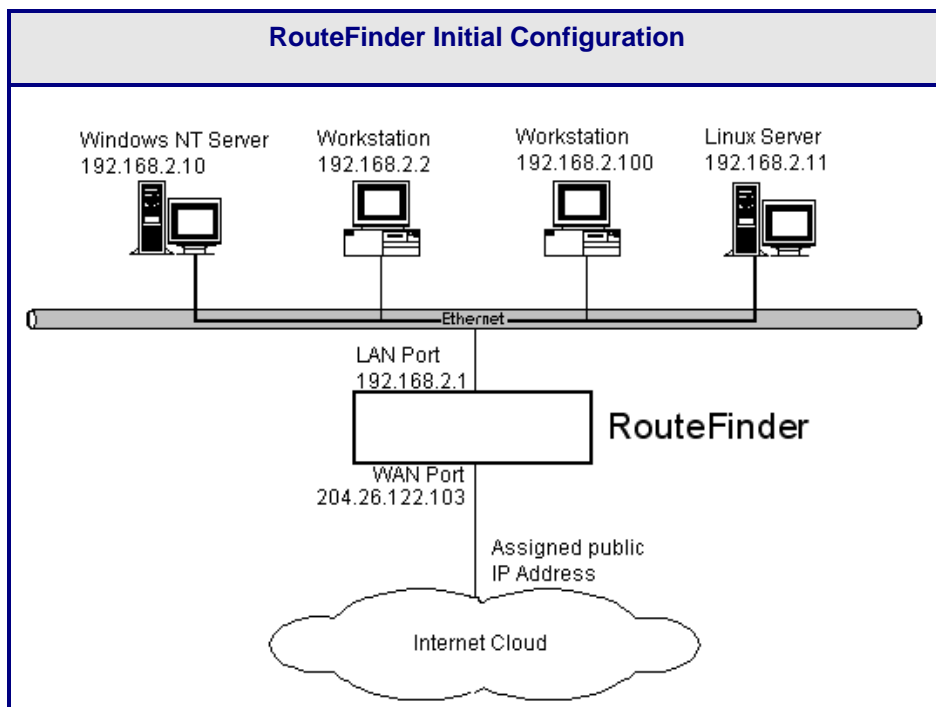 RouteFinder Initial Configuration
Windows NT Server
192.168.2.10
Workstation
192.168.2.2
Workstation
192.168.2.100
Linux Server
192.168.2.11
Ethernet
LAN Port
192.168.2.1
RouteFinder
WAN Port
204.26.122.103
Assigned public
IP Address
Internet Cloud